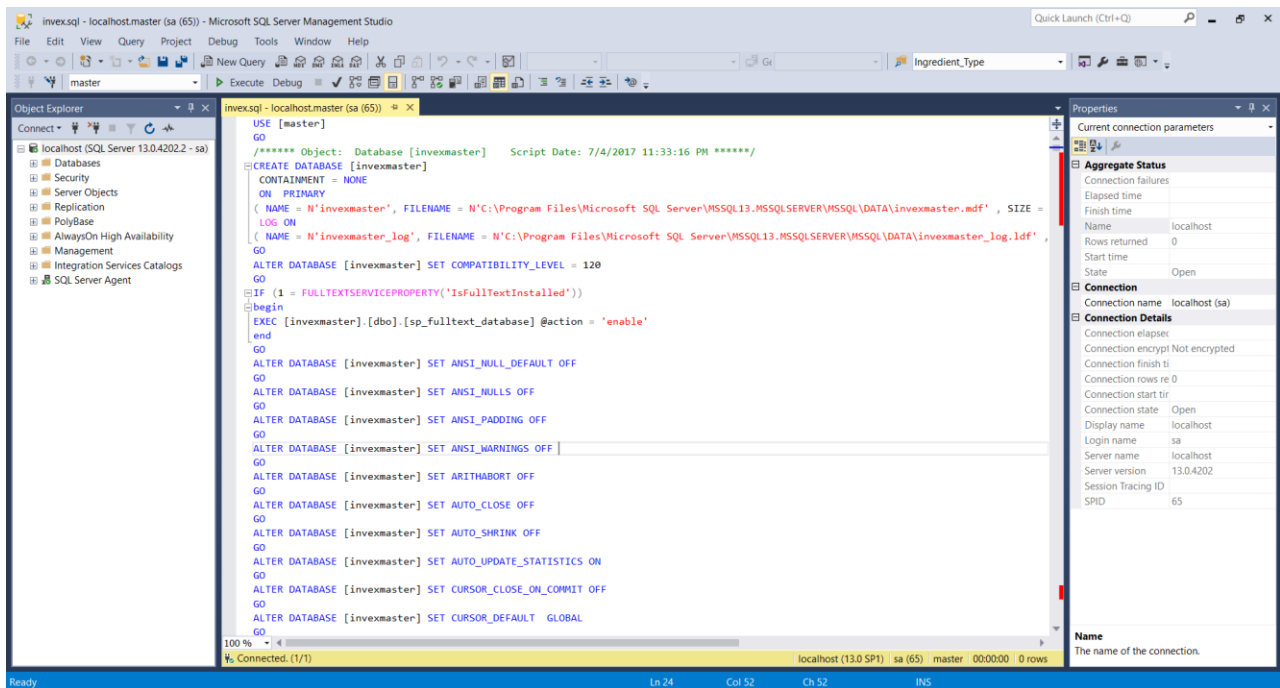 invex.sql - localhost.master (sa (65)) - Microsoft SQL Server Management Studio
Quick Launch (Ctrl+Q)
File Edit View Query Project Debug Tools Window Help
New Query
Ingredient_Type
master
Execute Debug
Object Explorer
Connect
localhost (SQL Server 13.0.4202.2 - sa)
Databases
Security
Server Objects
Replication
PolyBase
AlwaysOn High Availability
Management
Integration Services Catalogs
SQL Server Agent
invex.sql - localhost.master (sa (65))
USE [master]
GO
/****** Object: Database [invexmaster] Script Date: 7/4/2017 11:33:16 PM ******/
CREATE DATABASE [invexmaster]
CONTAINMENT = NONE
ON PRIMARY
( NAME = N'invexmaster', FILENAME = N'C:\Program Files\Microsoft SQL Server\MSSQL13.MSSQLSERVER\MSSQL\DATA\invexmaster.mdf' , SIZE =
LOG ON
( NAME = N'invexmaster_log', FILENAME = N'C:\Program Files\Microsoft SQL Server\MSSQL13.MSSQLSERVER\MSSQL\DATA\invexmaster_log.ldf' ,
GO
ALTER DATABASE [invexmaster] SET COMPATIBILITY_LEVEL = 120
GO
IF (1 = FULLTEXTSERVICEPROPERTY('IsFullTextInstalled'))
begin
EXEC [invexmaster].[dbo].[sp_fulltext_database] @action = 'enable'
end
GO
ALTER DATABASE [invexmaster] SET ANSI_NULL_DEFAULT OFF
GO
ALTER DATABASE [invexmaster] SET ANSI_NULLS OFF
GO
ALTER DATABASE [invexmaster] SET ANSI_PADDING OFF
GO
ALTER DATABASE [invexmaster] SET ANSI_WARNINGS OFF
GO
ALTER DATABASE [invexmaster] SET ARITHABORT OFF
GO
ALTER DATABASE [invexmaster] SET AUTO_CLOSE OFF
GO
ALTER DATABASE [invexmaster] SET AUTO_SHRINK OFF
GO
ALTER DATABASE [invexmaster] SET AUTO_UPDATE_STATISTICS ON
GO
ALTER DATABASE [invexmaster] SET CURSOR_CLOSE_ON_COMMIT OFF
GO
ALTER DATABASE [invexmaster] SET CURSOR_DEFAULT GLOBAL
GO
100 %
Connected. (1/1)
localhost (13.0 SP1) sa (65) master 00:00:00 0 rows
Properties
Current connection parameters
Aggregate Status
Connection failures
Elapsed time
Finish time
Name localhost
Rows returned 0
Start time
State Open
Connection
Connection name localhost (sa)
Connection Details
Connection elapsec
Connection encrypt Not encrypted
Connection finish ti
Connection rows re 0
Connection start tir
Connection state Open
Display name localhost
Login name sa
Server name localhost
Server version 13.0.4202
Session Tracing ID
SPID 65
Name
The name of the connection.
Ready
Ln 24 Col 52 Ch 52 INS